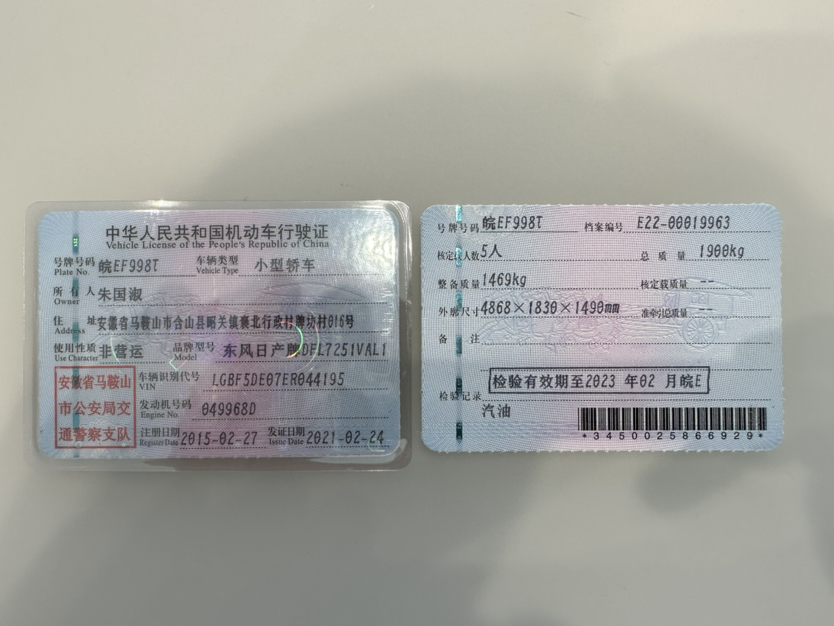 中华人民共和国机动车行驶证
Vehicle License of the People's Republic of China
号牌号码 皖EF998T 车辆类型 小型轿车
Plate No. Vehicle Type
所有人 朱国淑
Owner
住址 安徽省马鞍山市含山县昭关镇褒北行政村牌坊村016号
Address
使用性质 非营运 品牌型号 东风日产牌DFL7251VAL1
Use Character Model
安徽省马鞍山
市公安局交
通警察支队
车辆识别代号 LGBF5DE07ER044195
VIN
发动机号码 049968D
Engine No.
注册日期 2015-02-27 发证日期 2021-02-24
Register Date Issue Date
号牌号码 皖EF998T 档案编号 E22-00019963
核定载人数 5人 总质量 1900kg
整备质量 1469kg 核定载质量 --
外廓尺寸 4868×1830×1490mm 准牵引总质量 --
备注
检验有效期至2023 年02 月皖E
检验记录
汽油
*3450025866929*